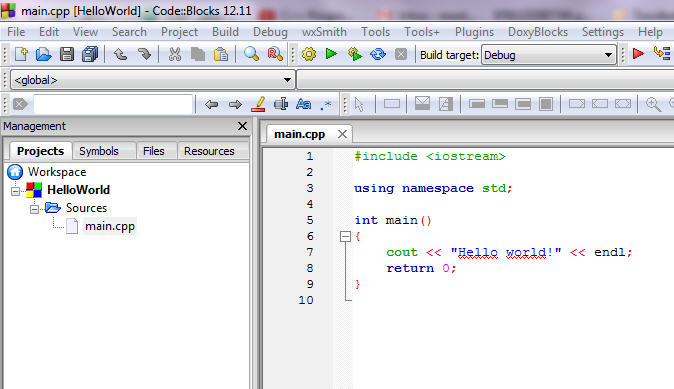 main.cpp [HelloWorld] - Code::Blocks 12.11
File Edit View Search Project Build Debug wxSmith Tools Tools+ Plugins DoxyBlocks Settings Help
Build target: Debug
<global>
Aa .*
Management
Projects Symbols Files Resources
Workspace
HelloWorld
Sources
main.cpp
main.cpp
1 #include <iostream>
2
3 using namespace std;
4
5 int main()
6 {
7 cout << "Hello world!" << endl;
8 return 0;
9 }
10